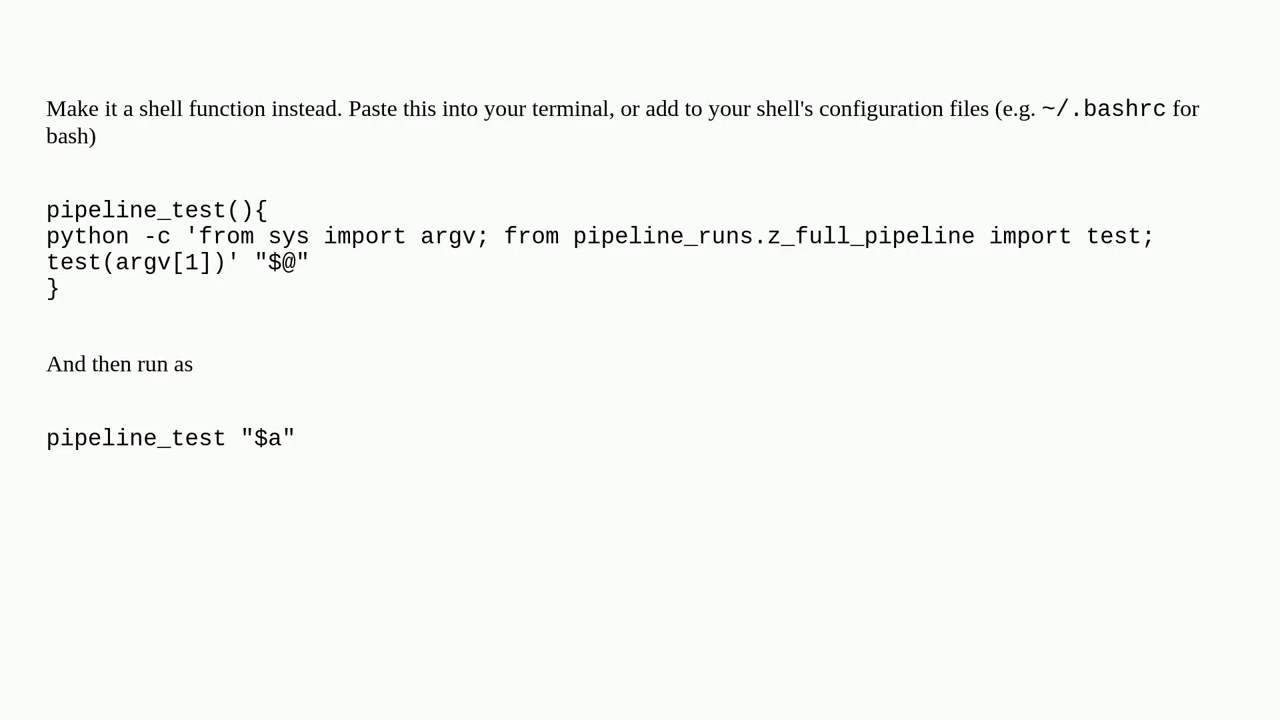 Make it a shell function instead. Paste this into your terminal, or add to your shell's configuration files (e.g. ~/.bashrc for
bash)
pipeline_test(){
python -c 'from sys import argv; from pipeline_runs.z_full_pipeline import test;
test(argv[1])' "$@"
}
And then run as
pipeline_test "$a"